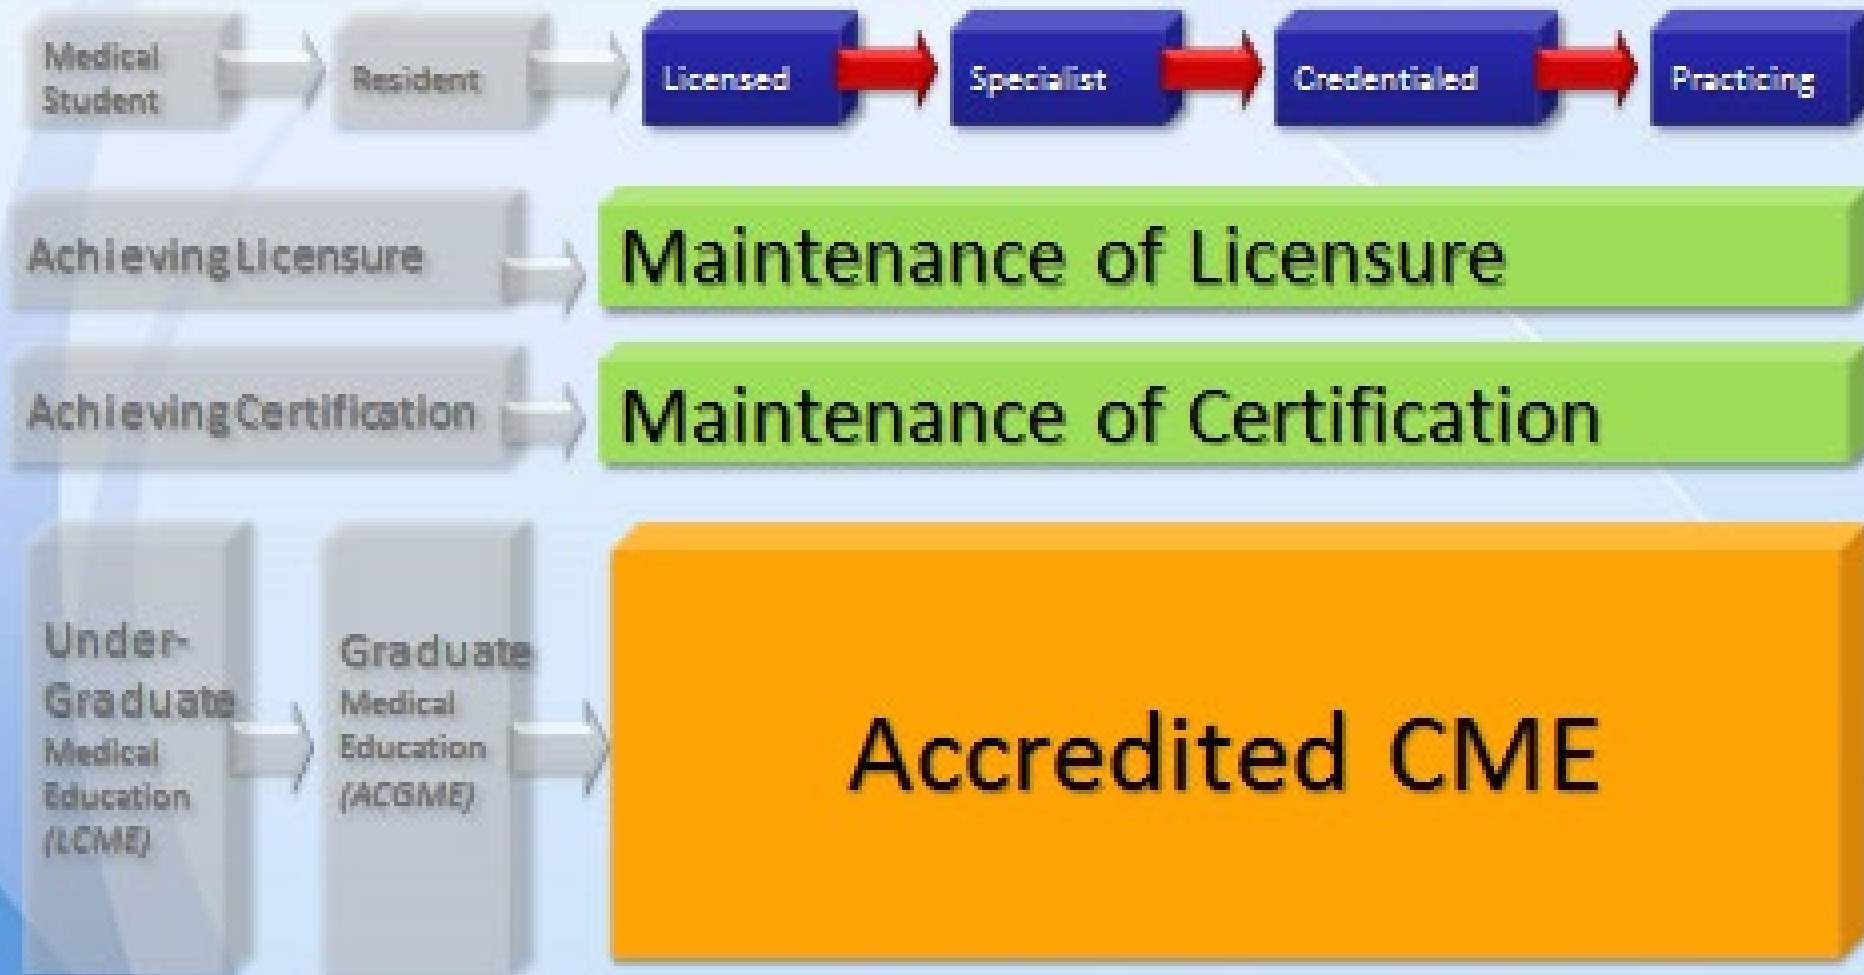 Medical
Student
Resident
Licensed
Specialist
Credentialed
Practicing
Achieving Licensure
Maintenance of Licensure
Achieving Certification
Maintenance of Certification
Under-
Graduate
Medical
Education
(LCME)
Graduate
Medical
Education
(ACGME)
Accredited CME